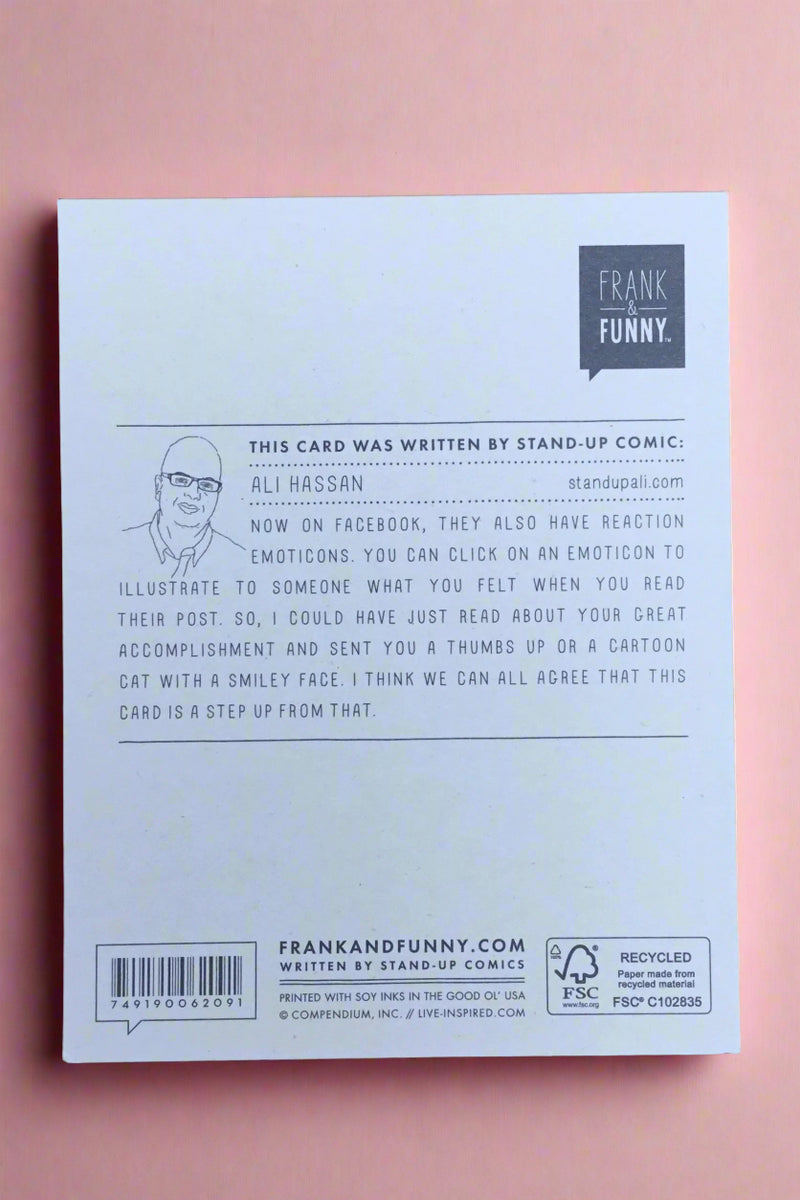 FRANK
&
FUNNY™
THIS CARD WAS WRITTEN BY STAND-UP COMIC:
ALI HASSAN standupali.com
NOW ON FACEBOOK, THEY ALSO HAVE REACTION
EMOTICONS. YOU CAN CLICK ON AN EMOTICON TO
ILLUSTRATE TO SOMEONE WHAT YOU FELT WHEN YOU READ
THEIR POST. SO, I COULD HAVE JUST READ ABOUT YOUR GREAT
ACCOMPLISHMENT AND SENT YOU A THUMBS UP OR A CARTOON
CAT WITH A SMILEY FACE. I THINK WE CAN ALL AGREE THAT THIS
CARD IS A STEP UP FROM THAT.
749190062091
FRANKANDFUNNY.COM
WRITTEN BY STAND-UP COMICS
PRINTED WITH SOY INKS IN THE GOOD OL' USA
© COMPENDIUM, INC. // LIVE-INSPIRED.COM
100%
®
FSC
www.fsc.org
RECYCLED
Paper made from
recycled material
FSC® C102835